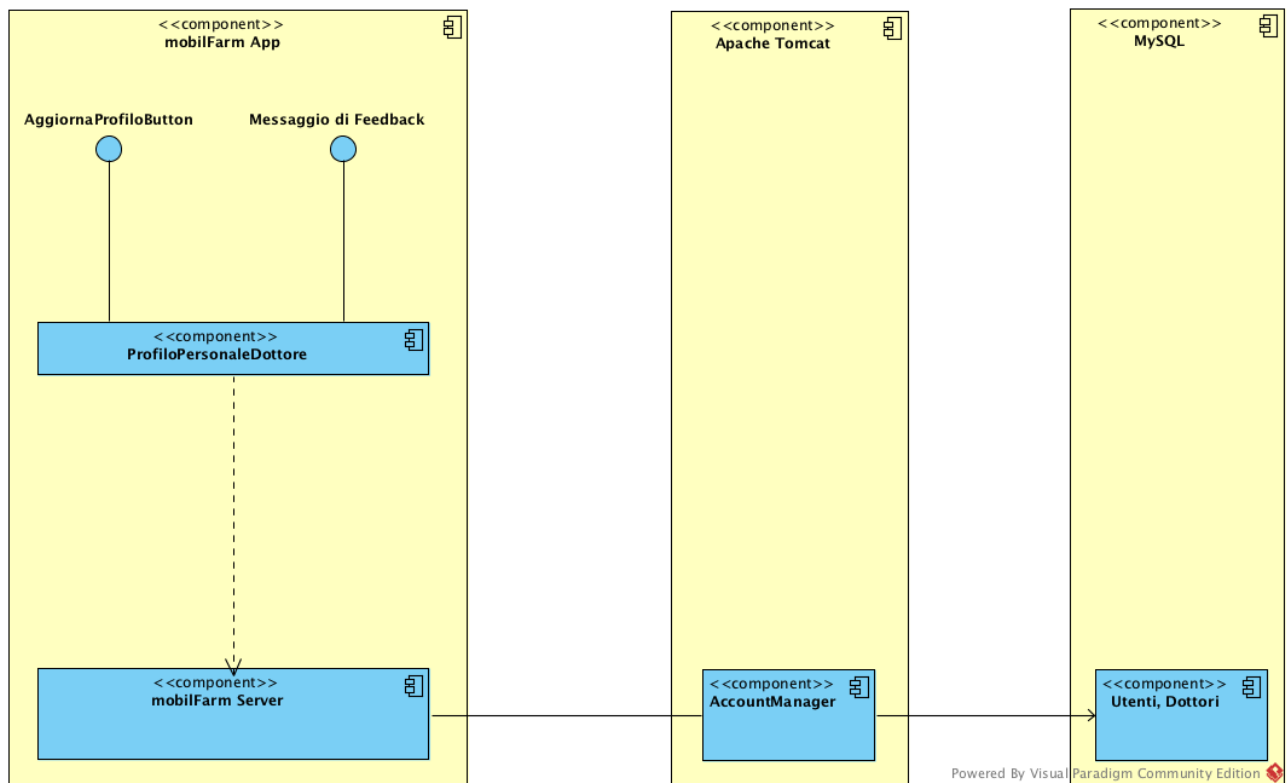 <<component>>
mobilFarm App
<<component>>
Apache Tomcat
<<component>>
MySQL
AggiornaProfiloButton
Messaggio di Feedback
<<component>>
ProfiloPersonaleDottore
<<component>>
mobilFarm Server
<<component>>
AccountManager
<<component>>
Utenti, Dottori
Powered By Visual Paradigm Community Edition